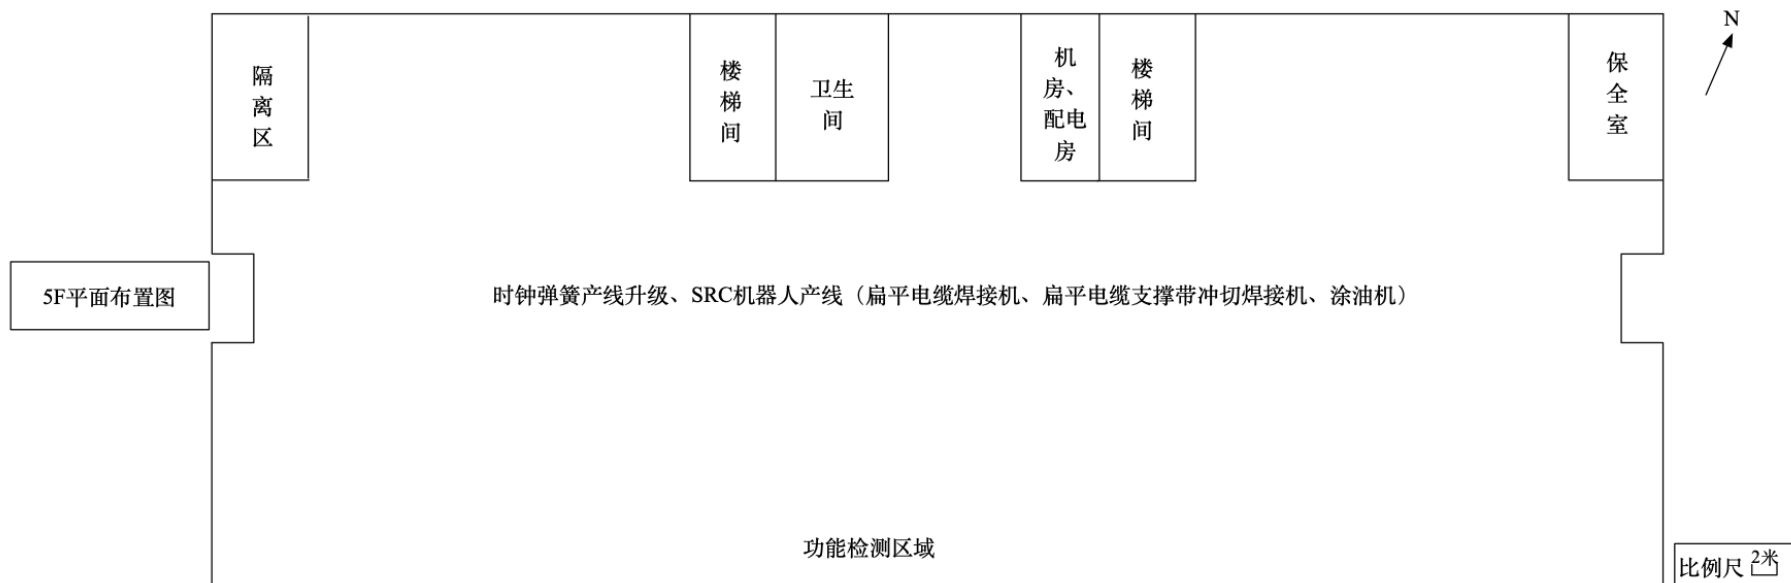 N
隔离区
楼梯间
卫生间
机房、配电房
楼梯间
保全室
5F平面布置图
时钟弹簧产线升级、SRC机器人产线（扁平电缆焊接机、扁平电缆支撑带冲切焊接机、涂油机）
功能检测区域
比例尺 2米